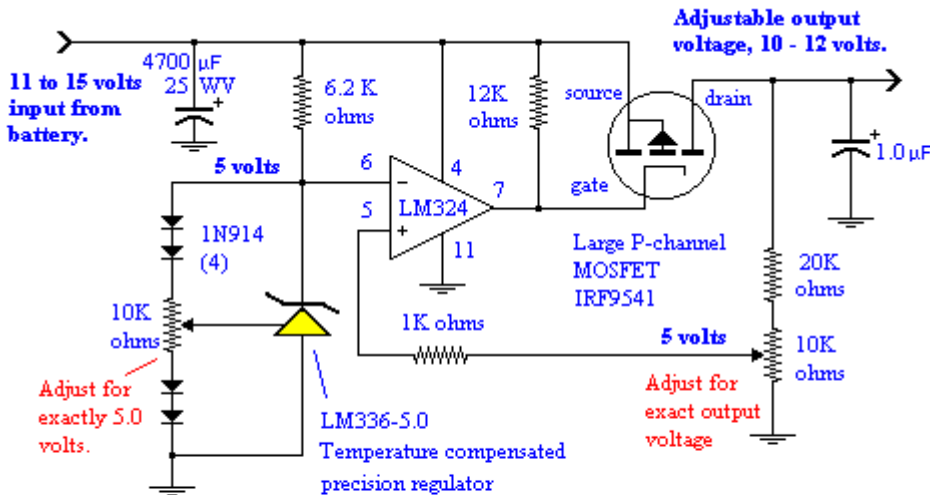 Adjustable output
voltage, 10 - 12 volts.
4700 µF
25 WV
+
11 to 15 volts
input from
battery.
6.2 K
ohms
12K
ohms
source
drain
+
1.0 µF
5 volts
6
−
4
7
gate
LM324
5
+
11
1N914
(4)
Large P-channel
MOSFET
IRF9541
20K
ohms
10K
ohms
1K ohms
5 volts
10K
ohms
Adjust for
exactly 5.0
volts.
Adjust for
exact output
voltage
LM336-5.0
Temperature compensated
precision regulator